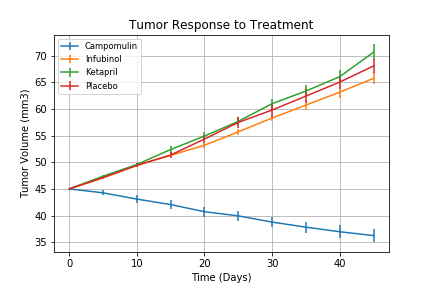 Tumor Response to Treatment
Campomulin
Infubinol
Ketapril
Placebo
Tumor Volume (mm3)
70
65
60
55
50
45
40
35
0
10
20
30
40
Time (Days)